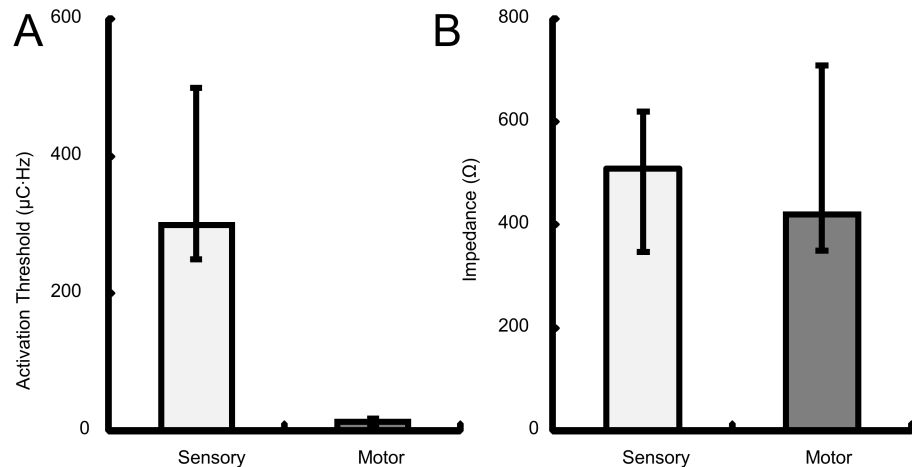 A
600
400
200
0
Activation Threshold (µC·Hz)
Sensory
Motor
B
800
600
400
200
0
Impedance (Ω)
Sensory
Motor